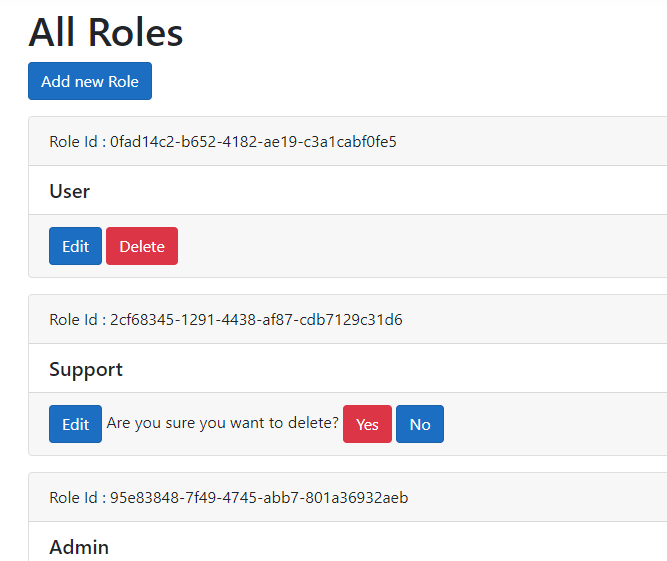 All Roles
Add new Role
Role Id : 0fad14c2-b652-4182-ae19-c3a1cabf0fe5
User
Edit Delete
Role Id : 2cf68345-1291-4438-af87-cdb7129c31d6
Support
Edit Are you sure you want to delete? Yes No
Role Id : 95e83848-7f49-4745-abb7-801a36932aeb
Admin